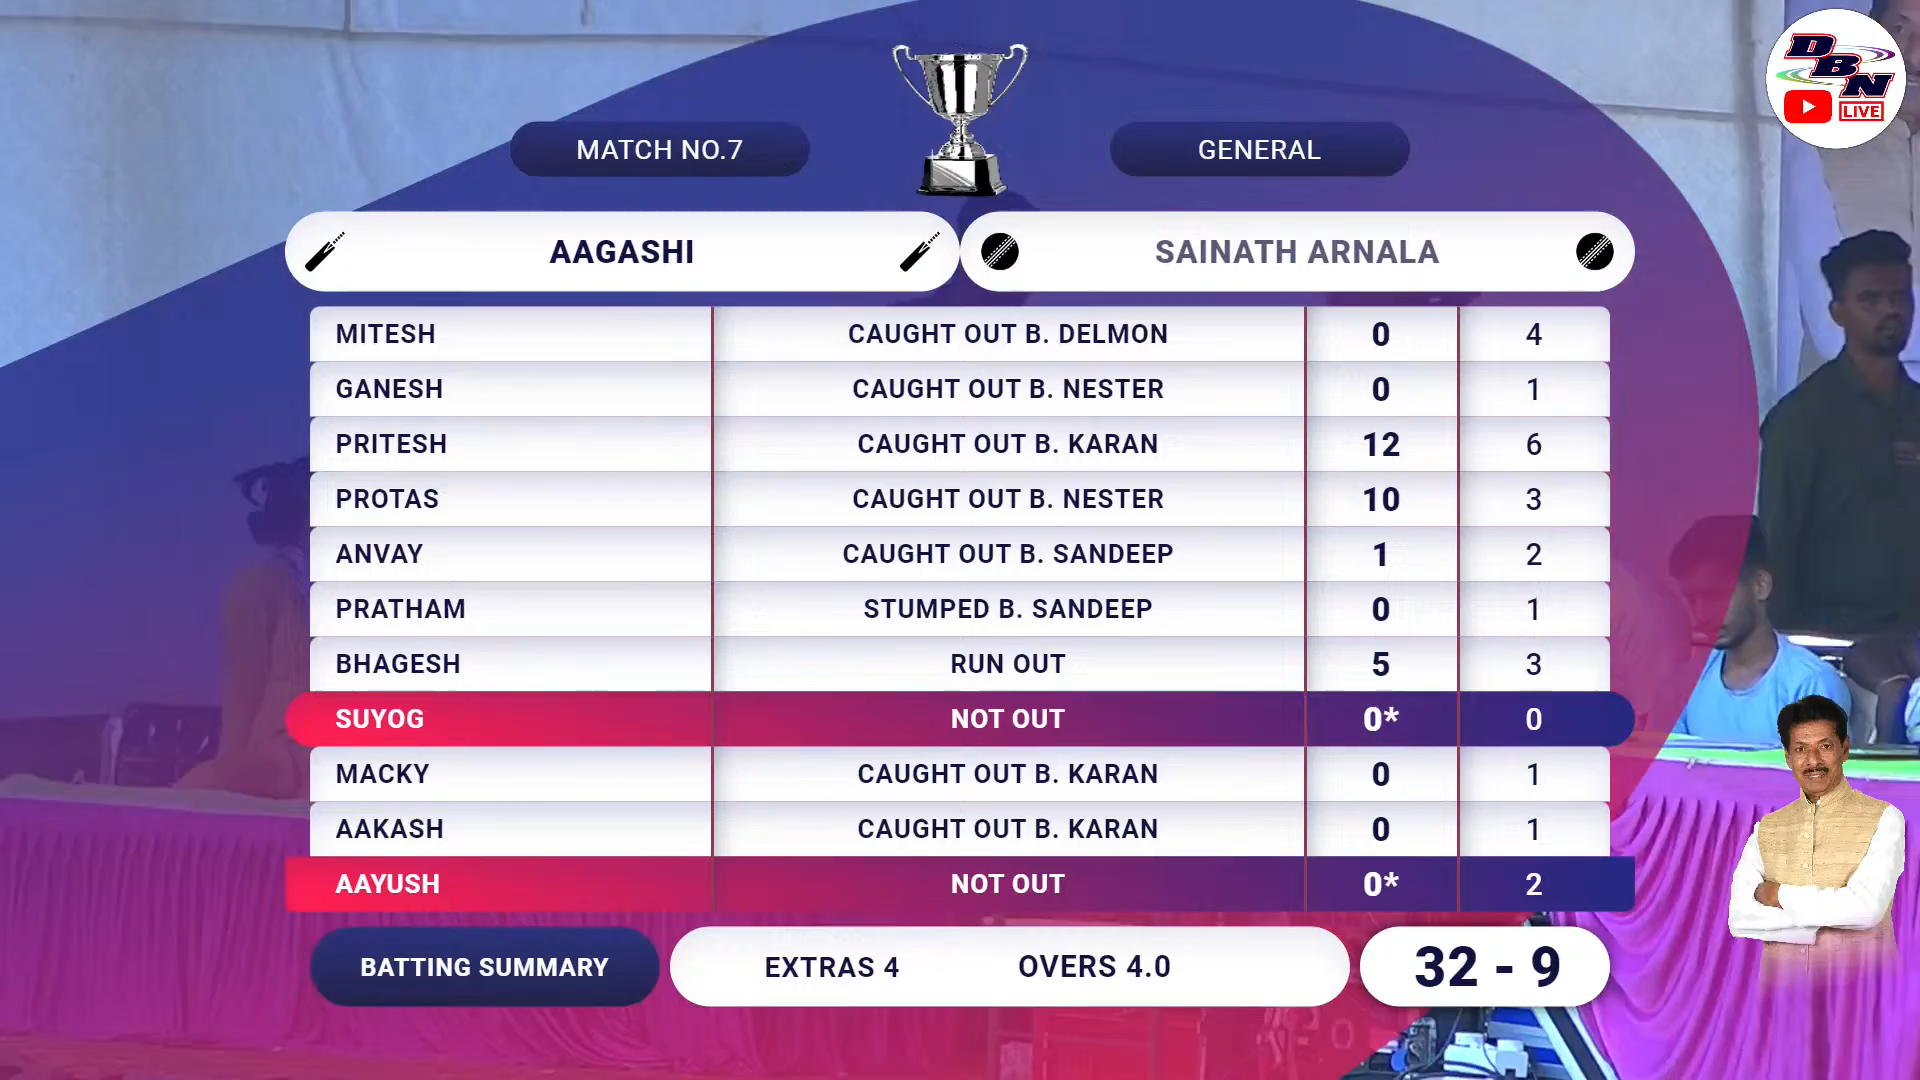 DBN
LIVE
MATCH NO.7
GENERAL
AAGASHI
SAINATH ARNALA
MITESH CAUGHT OUT B. DELMON 0 4
GANESH CAUGHT OUT B. NESTER 0 1
PRITESH CAUGHT OUT B. KARAN 12 6
PROTAS CAUGHT OUT B. NESTER 10 3
ANVAY CAUGHT OUT B. SANDEEP 1 2
PRATHAM STUMPED B. SANDEEP 0 1
BHAGESH RUN OUT 5 3
SUYOG NOT OUT 0* 0
MACKY CAUGHT OUT B. KARAN 0 1
AAKASH CAUGHT OUT B. KARAN 0 1
AAYUSH NOT OUT 0* 2
BATTING SUMMARY EXTRAS 4 OVERS 4.0 32 - 9